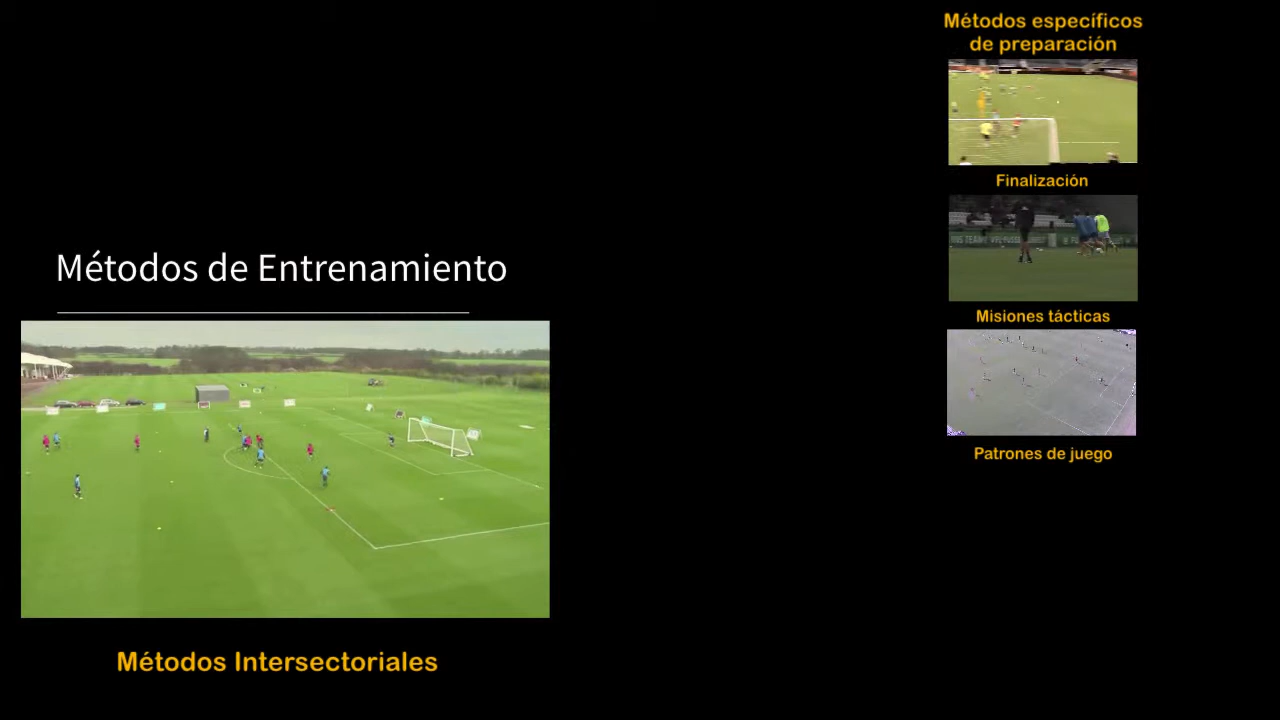 Métodos específicos
de preparación
Finalización
Misiones tácticas
Patrones de juego
Métodos de Entrenamiento
Métodos Intersectoriales